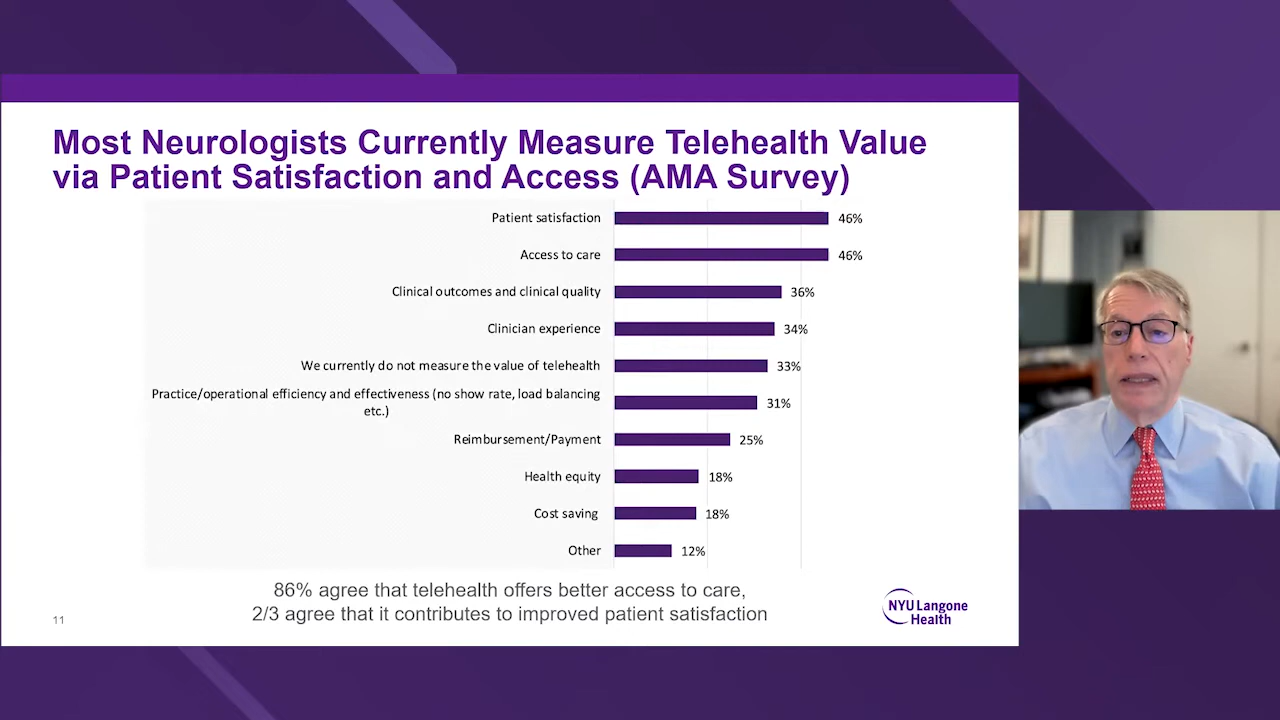 Most Neurologists Currently Measure Telehealth Value
via Patient Satisfaction and Access (AMA Survey)
Patient satisfaction 46%
Access to care 46%
Clinical outcomes and clinical quality 36%
Clinician experience 34%
We currently do not measure the value of telehealth 33%
Practice/operational efficiency and effectiveness (no show rate, load balancing
etc.) 31%
Reimbursement/Payment 25%
Health equity 18%
Cost saving 18%
Other 12%
86% agree that telehealth offers better access to care,
2/3 agree that it contributes to improved patient satisfaction
11
NYU Langone
Health